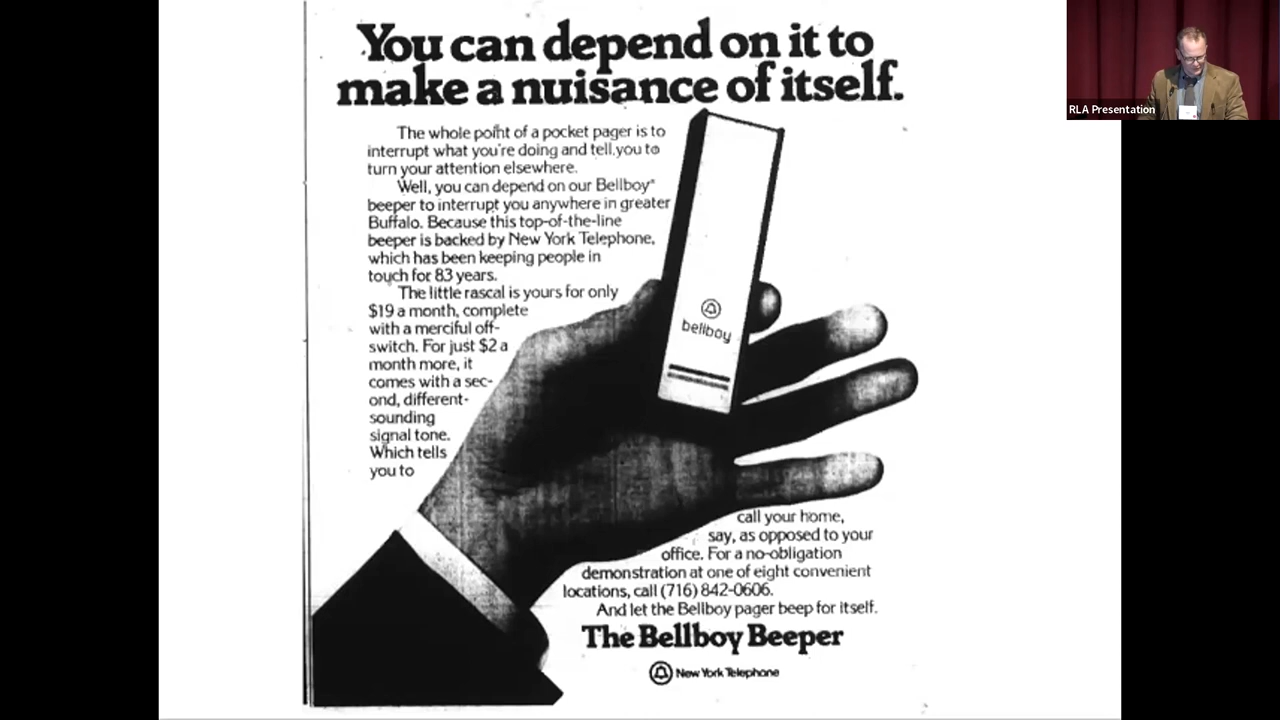 You can depend on it to
make a nuisance of itself.
The whole point of a pocket pager is to
interrupt what you're doing and tell you to
turn your attention elsewhere.
Well, you can depend on our Bellboy*
beeper to interrupt you anywhere in greater
Buffalo. Because this top-of-the-line
beeper is backed by New York Telephone,
which has been keeping people in
touch for 83 years.
The little rascal is yours for only
$19 a month, complete
with a merciful off-
switch. For just $2 a
month more, it
comes with a sec-
ond, different-
sounding
signal tone.
Which tells
you to
call your home,
say, as opposed to your
office. For a no-obligation
demonstration at one of eight convenient
locations, call (716) 842-0606.
And let the Bellboy pager beep for itself.
The Bellboy Beeper
New York Telephone
bellboy
RLA Presentation